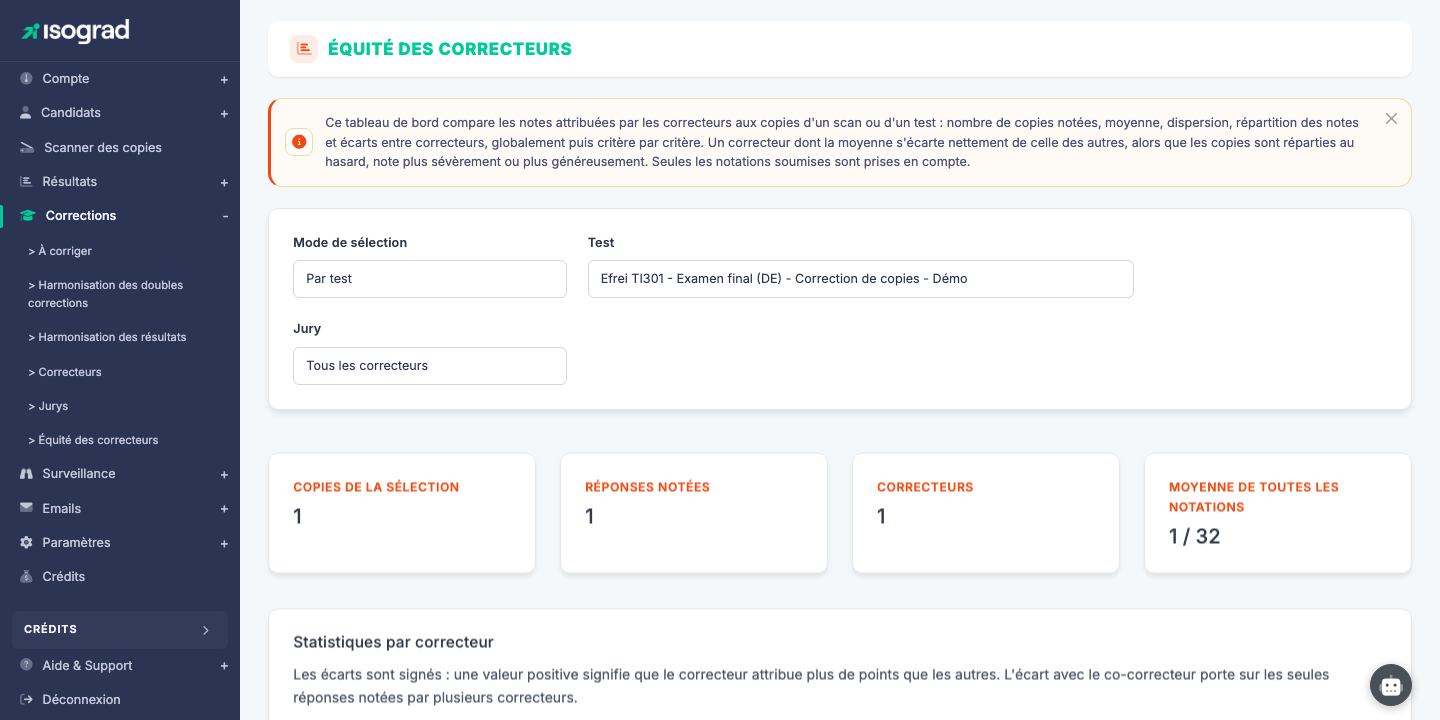 isograd
Compte +
Candidats +
Scanner des copies
Résultats +
Corrections -
> À corriger
> Harmonisation des doubles
corrections
> Harmonisation des résultats
> Correcteurs
> Jurys
> Équité des correcteurs
Surveillance +
Emails +
Paramètres +
Crédits
CRÉDITS
Aide & Support +
Déconnexion
ÉQUITÉ DES CORRECTEURS
Ce tableau de bord compare les notes attribuées par les correcteurs aux copies d'un scan ou d'un test : nombre de copies notées, moyenne, dispersion, répartition des notes
et écarts entre correcteurs, globalement puis critère par critère. Un correcteur dont la moyenne s'écarte nettement de celle des autres, alors que les copies sont réparties au
hasard, note plus sévèrement ou plus généreusement. Seules les notations soumises sont prises en compte.
Mode de sélection
Par test
Test
Efrei TI301 - Examen final (DE) - Correction de copies - Démo
Jury
Tous les correcteurs
COPIES DE LA SÉLECTION
1
RÉPONSES NOTÉES
1
CORRECTEURS
1
MOYENNE DE TOUTES LES
NOTATIONS
1 / 32
Statistiques par correcteur
Les écarts sont signés : une valeur positive signifie que le correcteur attribue plus de points que les autres. L'écart avec le co-correcteur porte sur les seules
réponses notées par plusieurs correcteurs.